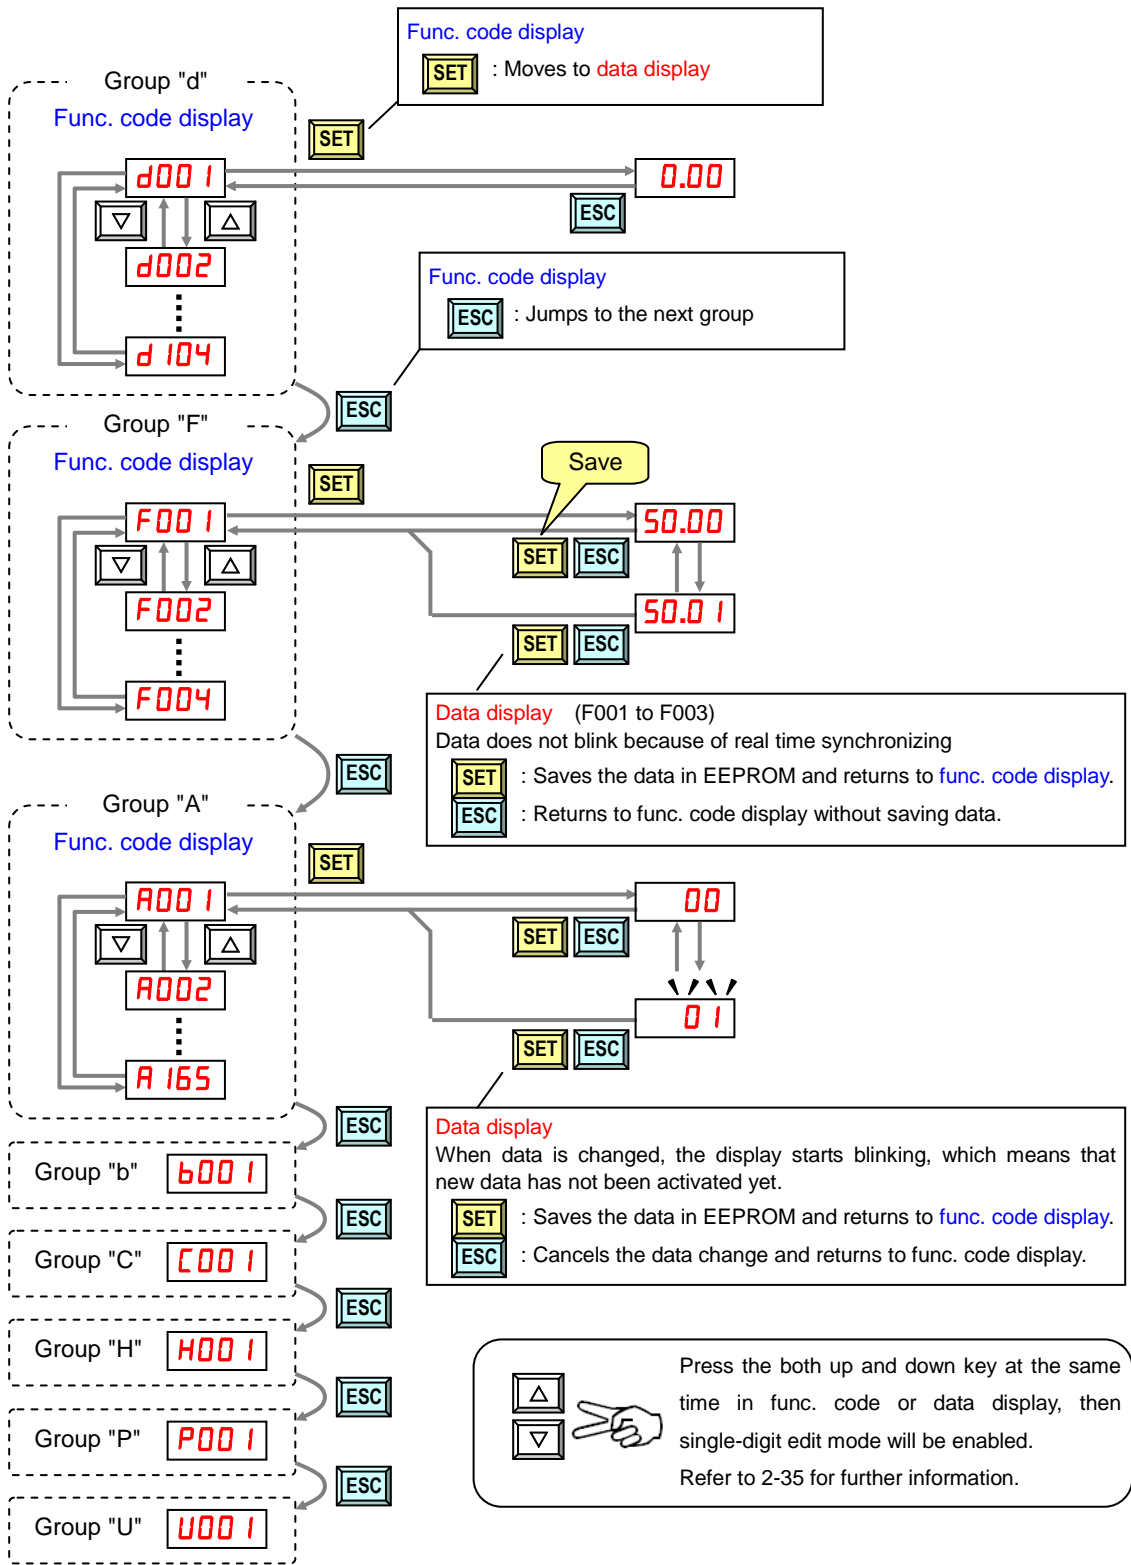 Func. code display
SET : Moves to data display
Group "d"
Func. code display
SET
d001
0.00
ESC
d002
Func. code display
ESC : Jumps to the next group
d104
ESC
Group "F"
Func. code display
SET
Save
F001
50.00
SET ESC
F002
50.01
SET ESC
F004
Data display (F001 to F003)
Data does not blink because of real time synchronizing
SET : Saves the data in EEPROM and returns to func. code display.
ESC : Returns to func. code display without saving data.
ESC
Group "A"
Func. code display
SET
A001
00
SET ESC
A002
01
SET ESC
A165
ESC
Data display
When data is changed, the display starts blinking, which means that
new data has not been activated yet.
SET : Saves the data in EEPROM and returns to func. code display.
ESC : Cancels the data change and returns to func. code display.
Group "b" b001
ESC
Group "C" C001
ESC
Group "H" H001
ESC
Group "P" P001
ESC
Group "U" U001
Press the both up and down key at the same
time in func. code or data display, then
single-digit edit mode will be enabled.
Refer to 2-35 for further information.